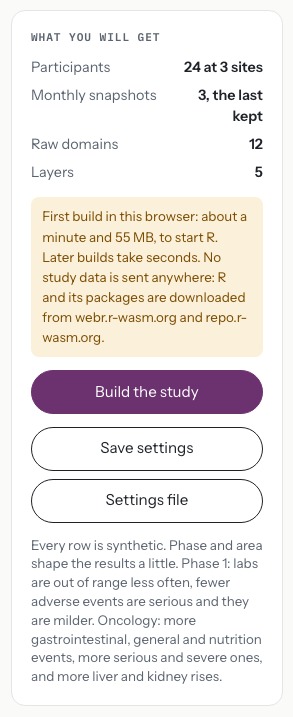 WHAT YOU WILL GET
Participants 24 at 3 sites
Monthly snapshots 3, the last
kept
Raw domains 12
Layers 5
First build in this browser: about a
minute and 55 MB, to start R.
Later builds take seconds. No
study data is sent anywhere: R
and its packages are downloaded
from webr.r-wasm.org and repo.r-
wasm.org.
Build the study
Save settings
Settings file
Every row is synthetic. Phase and area
shape the results a little. Phase 1: labs
are out of range less often, fewer
adverse events are serious and they
are milder. Oncology: more
gastrointestinal, general and nutrition
events, more serious and severe ones,
and more liver and kidney rises.